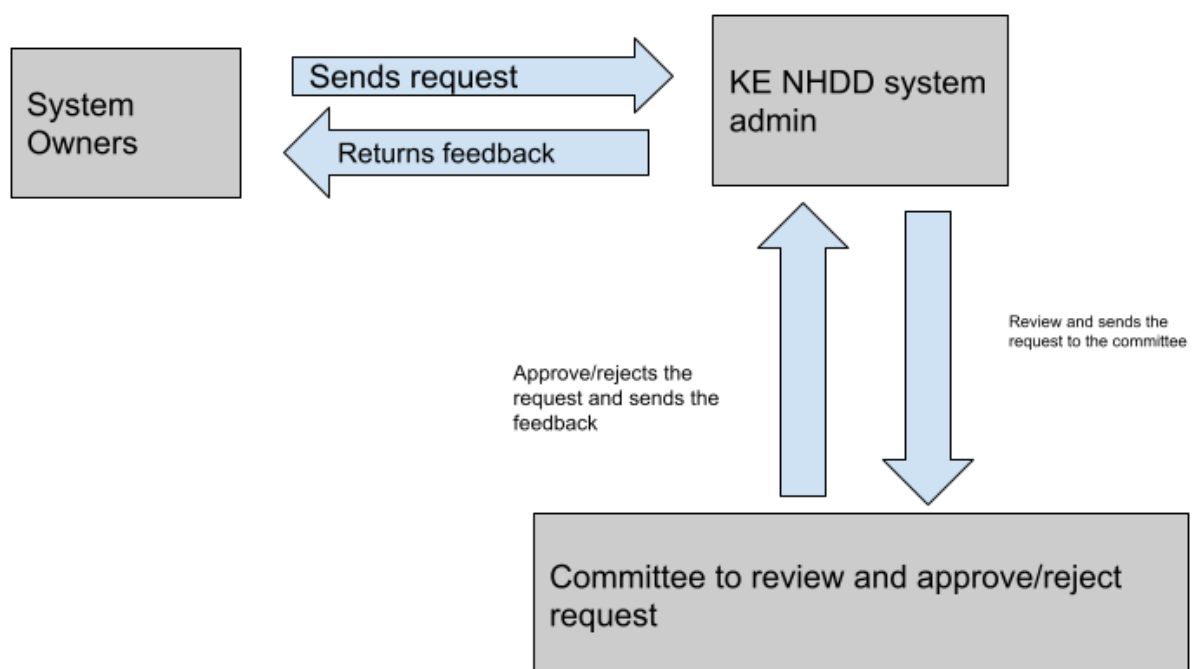 System
Owners
Sends request
Returns feedback
KE NHDD system
admin
Review and sends the
request to the committee
Approve/rejects the
request and sends the
feedback
Committee to review and approve/reject
request